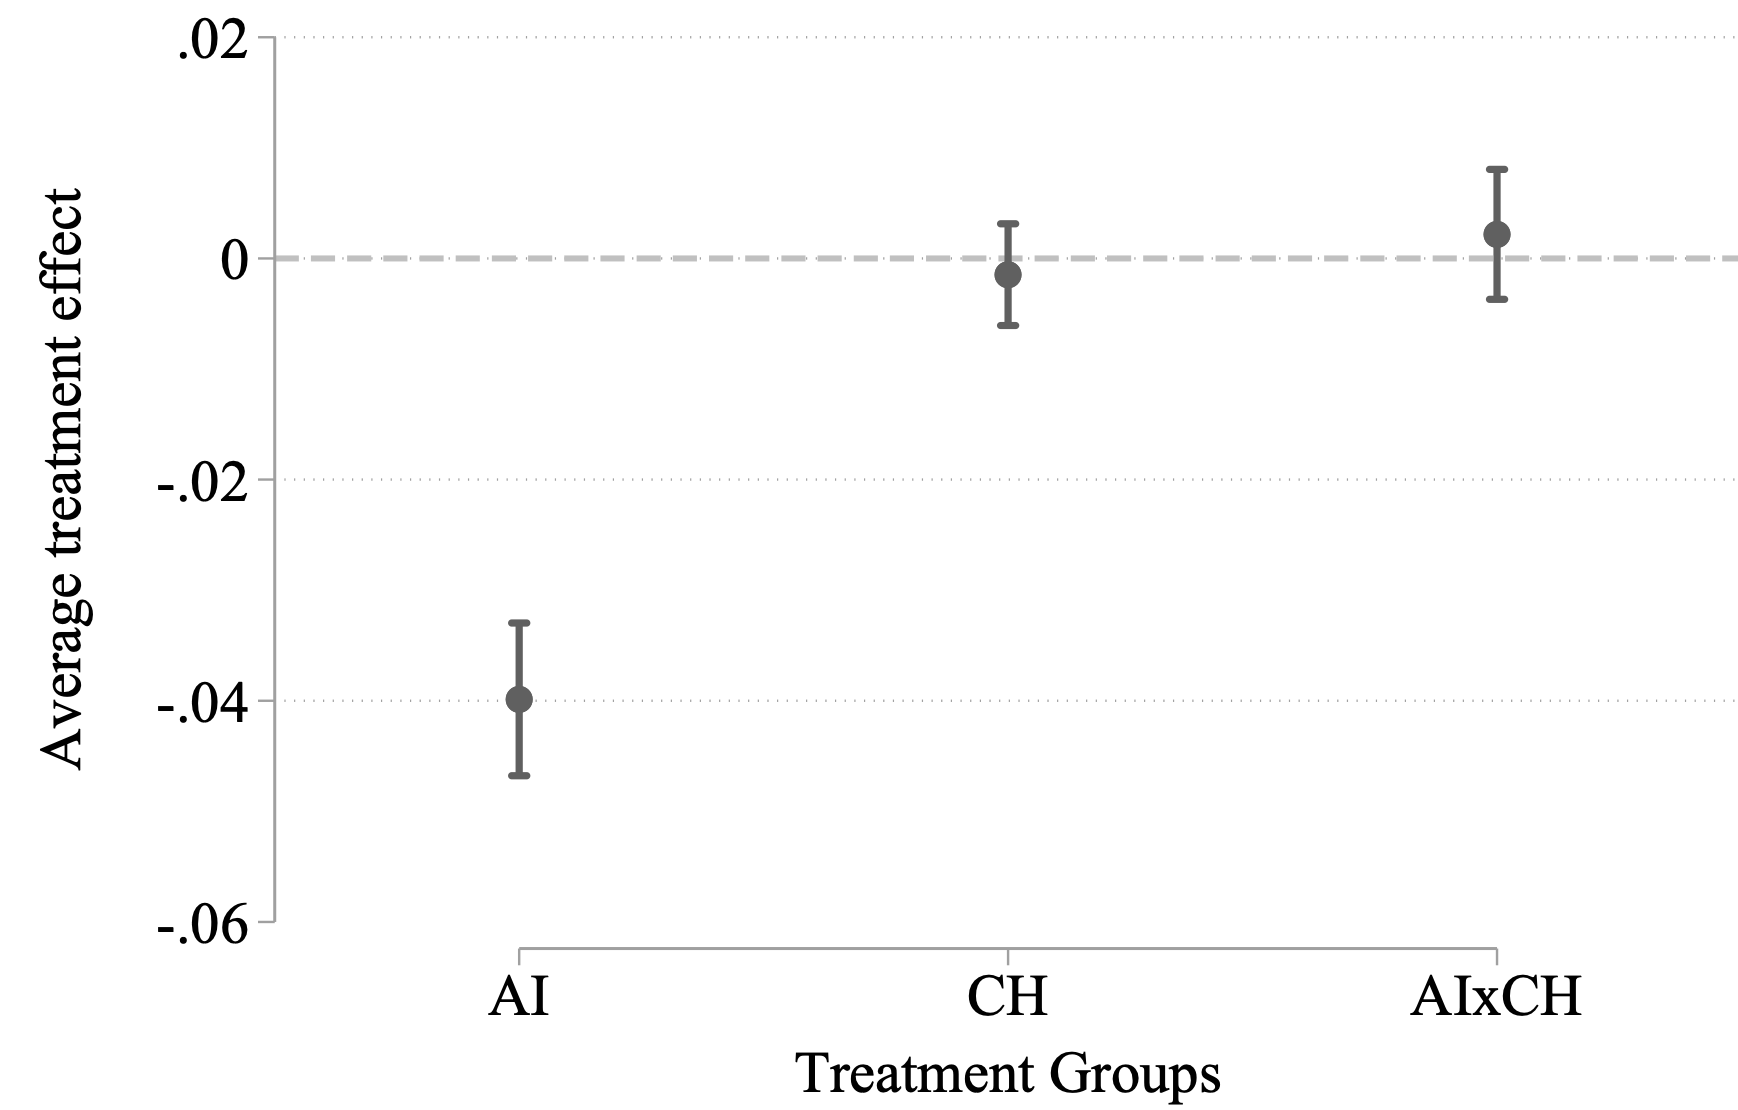 .02
0
-.02
-.04
-.06
Average treatment effect
AI
CH
AIxCH
Treatment Groups